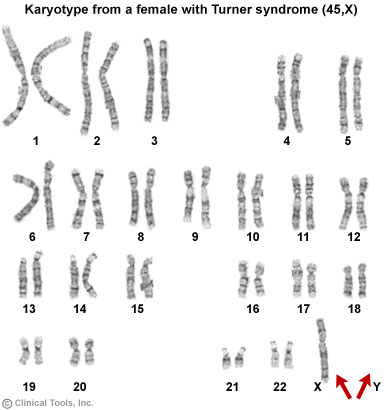 Karyotype from a female with Turner syndrome (45,X)
1 2 3 4 5
6 7 8 9 10 11 12
13 14 15 16 17 18
19 20 21 22 X Y
© Clinical Tools, Inc.